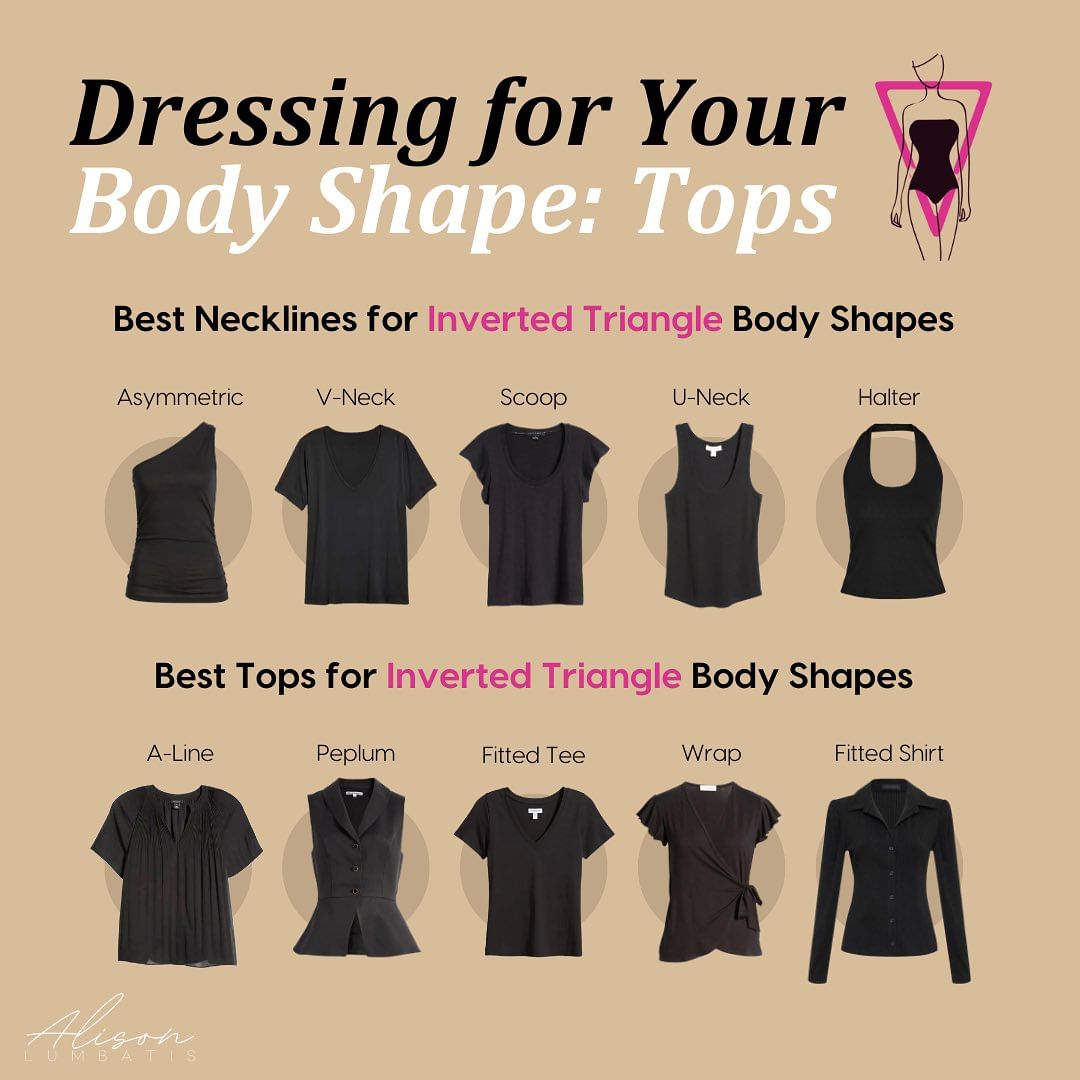 Dressing for Your
Body Shape: Tops
Best Necklines for Inverted Triangle Body Shapes
Asymmetric V-Neck Scoop U-Neck Halter
Best Tops for Inverted Triangle Body Shapes
A-Line Peplum Fitted Tee Wrap Fitted Shirt
Alison
LUMBATIS